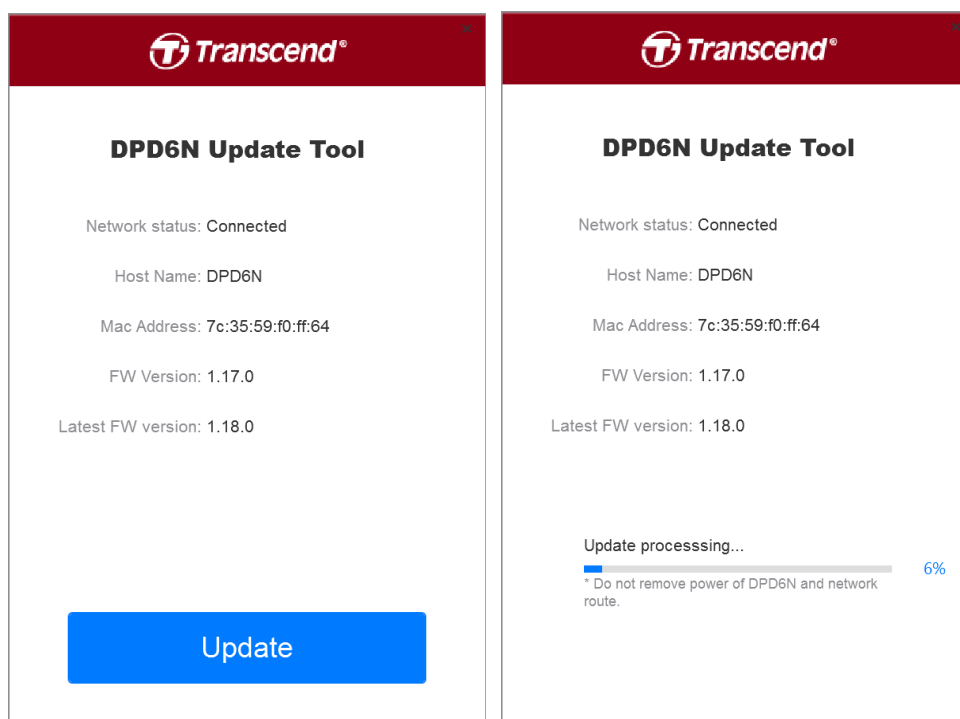 Transcend®
DPD6N Update Tool
Network status: Connected
Host Name: DPD6N
Mac Address: 7c:35:59:f0:ff:64
FW Version: 1.17.0
Latest FW version: 1.18.0
Update
Transcend®
DPD6N Update Tool
Network status: Connected
Host Name: DPD6N
Mac Address: 7c:35:59:f0:ff:64
FW Version: 1.17.0
Latest FW version: 1.18.0
Update processsing...
6%
* Do not remove power of DPD6N and network
route.